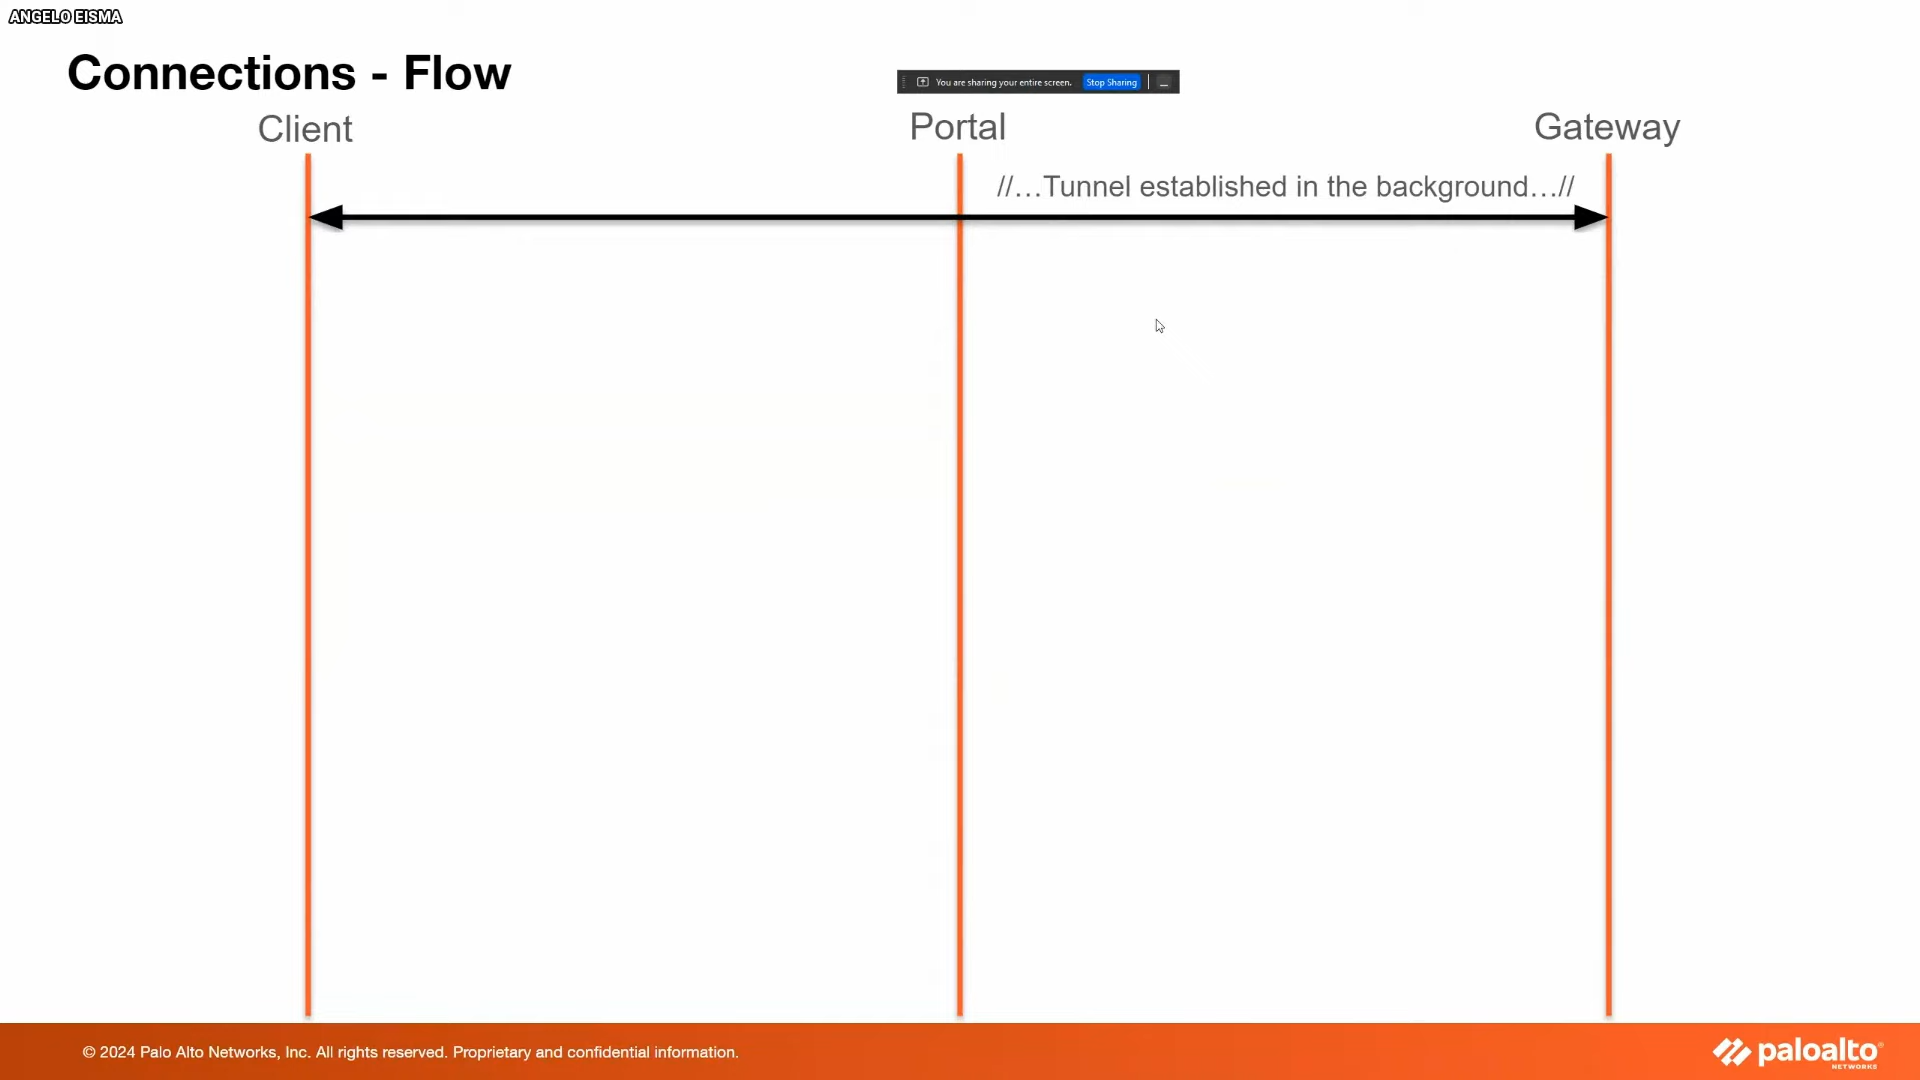 ANGELO EISMA
Connections - Flow
You are sharing your entire screen. Stop Sharing
Client
Portal
Gateway
//…Tunnel established in the background…//
© 2024 Palo Alto Networks, Inc. All rights reserved. Proprietary and confidential information.
paloalto®
NETWORKS